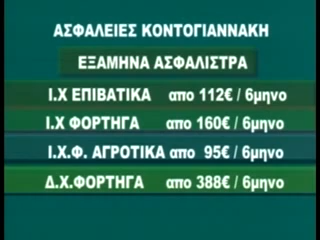 ΑΣΦΑΛΕΙΕΣ ΚΟΝΤΟΓΙΑΝΝΑΚΗ
ΕΞΑΜΗΝΑ ΑΣΦΑΛΙΣΤΡΑ
Ι.Χ ΕΠΙΒΑΤΙΚΑ απο 112€ / 6μηνο
Ι.Χ ΦΟΡΤΗΓΑ απο 160€ / 6μηνο
Ι.Χ.Φ. ΑΓΡΟΤΙΚΑ απο 95€ / 6μηνο
Δ.Χ.ΦΟΡΤΗΓΑ απο 388€ / 6μηνο